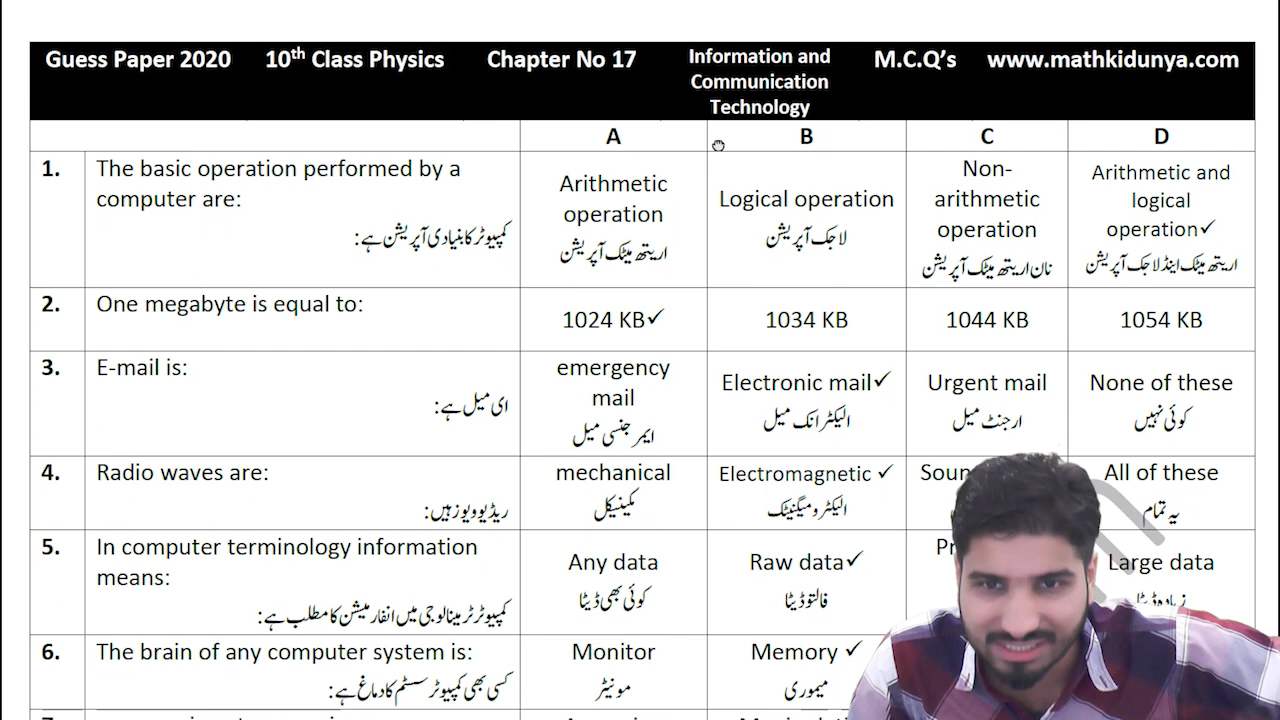 Guess Paper 2020 10th Class Physics Chapter No 17 Information and Communication Technology M.C.Q's www.mathkidunya.com
A B C D
1. The basic operation performed by a computer are:
کمپیوٹر کا بنیادی آپریشن ہے:
Arithmetic operation
اریتھ میٹک آپریشن
Logical operation
لاجک آپریشن
Non-arithmetic operation
نان اریتھ میٹک آپریشن
Arithmetic and logical operation✓
اریتھ میٹک اینڈ لاجک آپریشن
2. One megabyte is equal to:
1024 KB✓
1034 KB
1044 KB
1054 KB
3. E-mail is:
ای میل ہے:
emergency mail
ایمر جنسی میل
Electronic mail✓
الیکٹرانک میل
Urgent mail
ارجنٹ میل
None of these
کوئی نہیں
4. Radio waves are:
ریڈیو ویوز ہیں:
mechanical
مکینیکل
Electromagnetic ✓
الیکٹرومیگنیٹک
All of these
یہ تمام
5. In computer terminology information means:
کمپیوٹر ٹرمینالوجی میں انفارمیشن کا مطلب ہے:
Any data
کوئی بھی ڈیٹا
Raw data✓
فالتو ڈیٹا
Large data
6. The brain of any computer system is:
کسی بھی کمپیوٹر سسٹم کا دماغ ہے:
Monitor
مونیٹر
Memory ✓
میموری